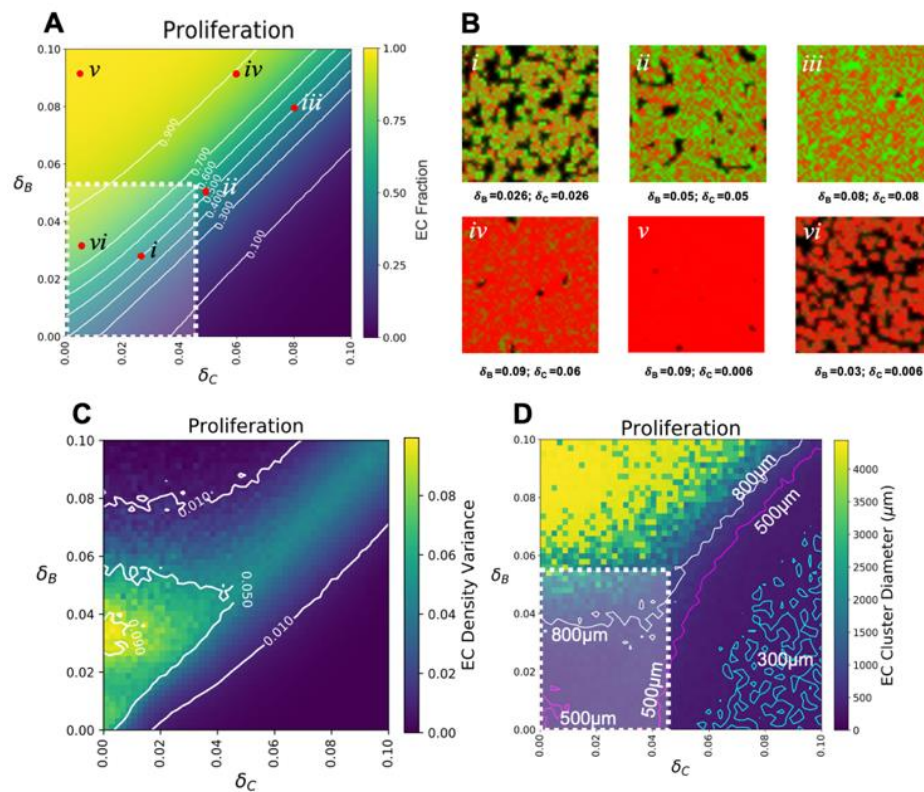 A
Proliferation
0.10
0.08
0.06
δB
0.04
0.02
0.00
0.00
0.02
0.04
0.06
0.08
0.10
δC
v
iv
iii
ii
vi
i
0.900
0.700
0.600
0.500
0.400
0.300
0.100
1.00
0.75
0.50
0.25
0.00
EC Fraction
B
i
ii
iii
δB=0.026; δC=0.026
δB=0.05; δC=0.05
δB=0.08; δC=0.08
iv
v
vi
δB=0.09; δC=0.06
δB=0.09; δC=0.006
δB=0.03; δC=0.006
C
Proliferation
0.10
0.08
0.06
δB
0.04
0.02
0.00
0.00
0.02
0.04
0.06
0.08
0.10
δC
0.010
0.050
0.090
0.010
0.08
0.06
0.04
0.02
0.00
EC Density Variance
D
Proliferation
0.10
0.08
0.06
δB
0.04
0.02
0.00
0.00
0.02
0.04
0.06
0.08
0.10
δC
800μm
500μm
800μm
500μm
500μm
300μm
4000
3500
3000
2500
2000
1500
1000
500
0
EC Cluster Diameter (μm)